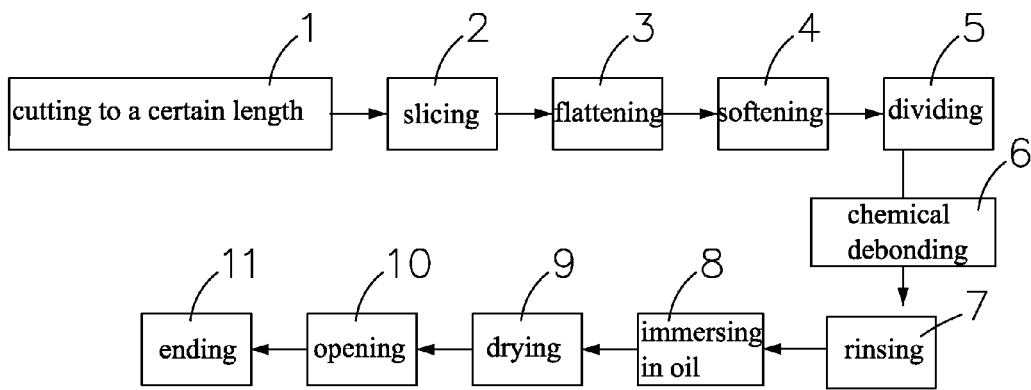 1 2 3 4 5
cutting to a certain length slicing flattening softening dividing
6
chemical
debonding
11 10 9 8 7
ending opening drying immersing
in oil rinsing